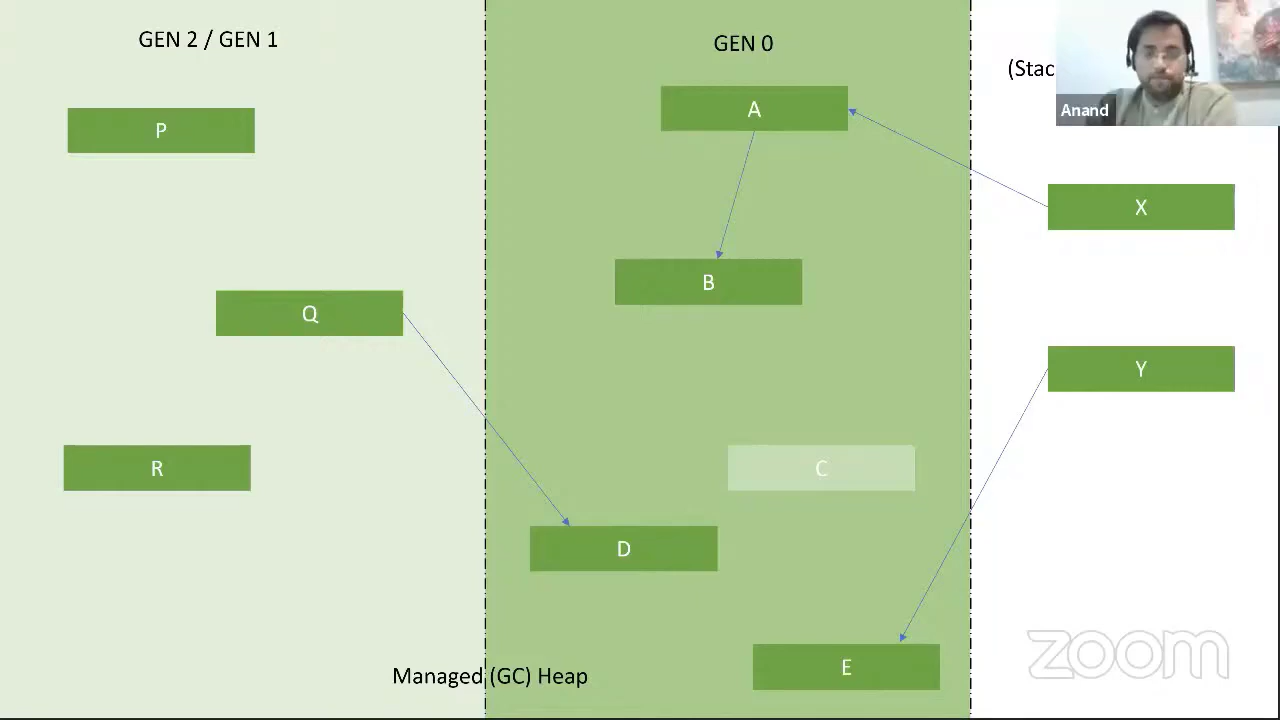 GEN 2 / GEN 1
GEN 0
(Stac
Anand
P
A
X
Q
B
Y
R
C
D
E
Managed (GC) Heap
zoom